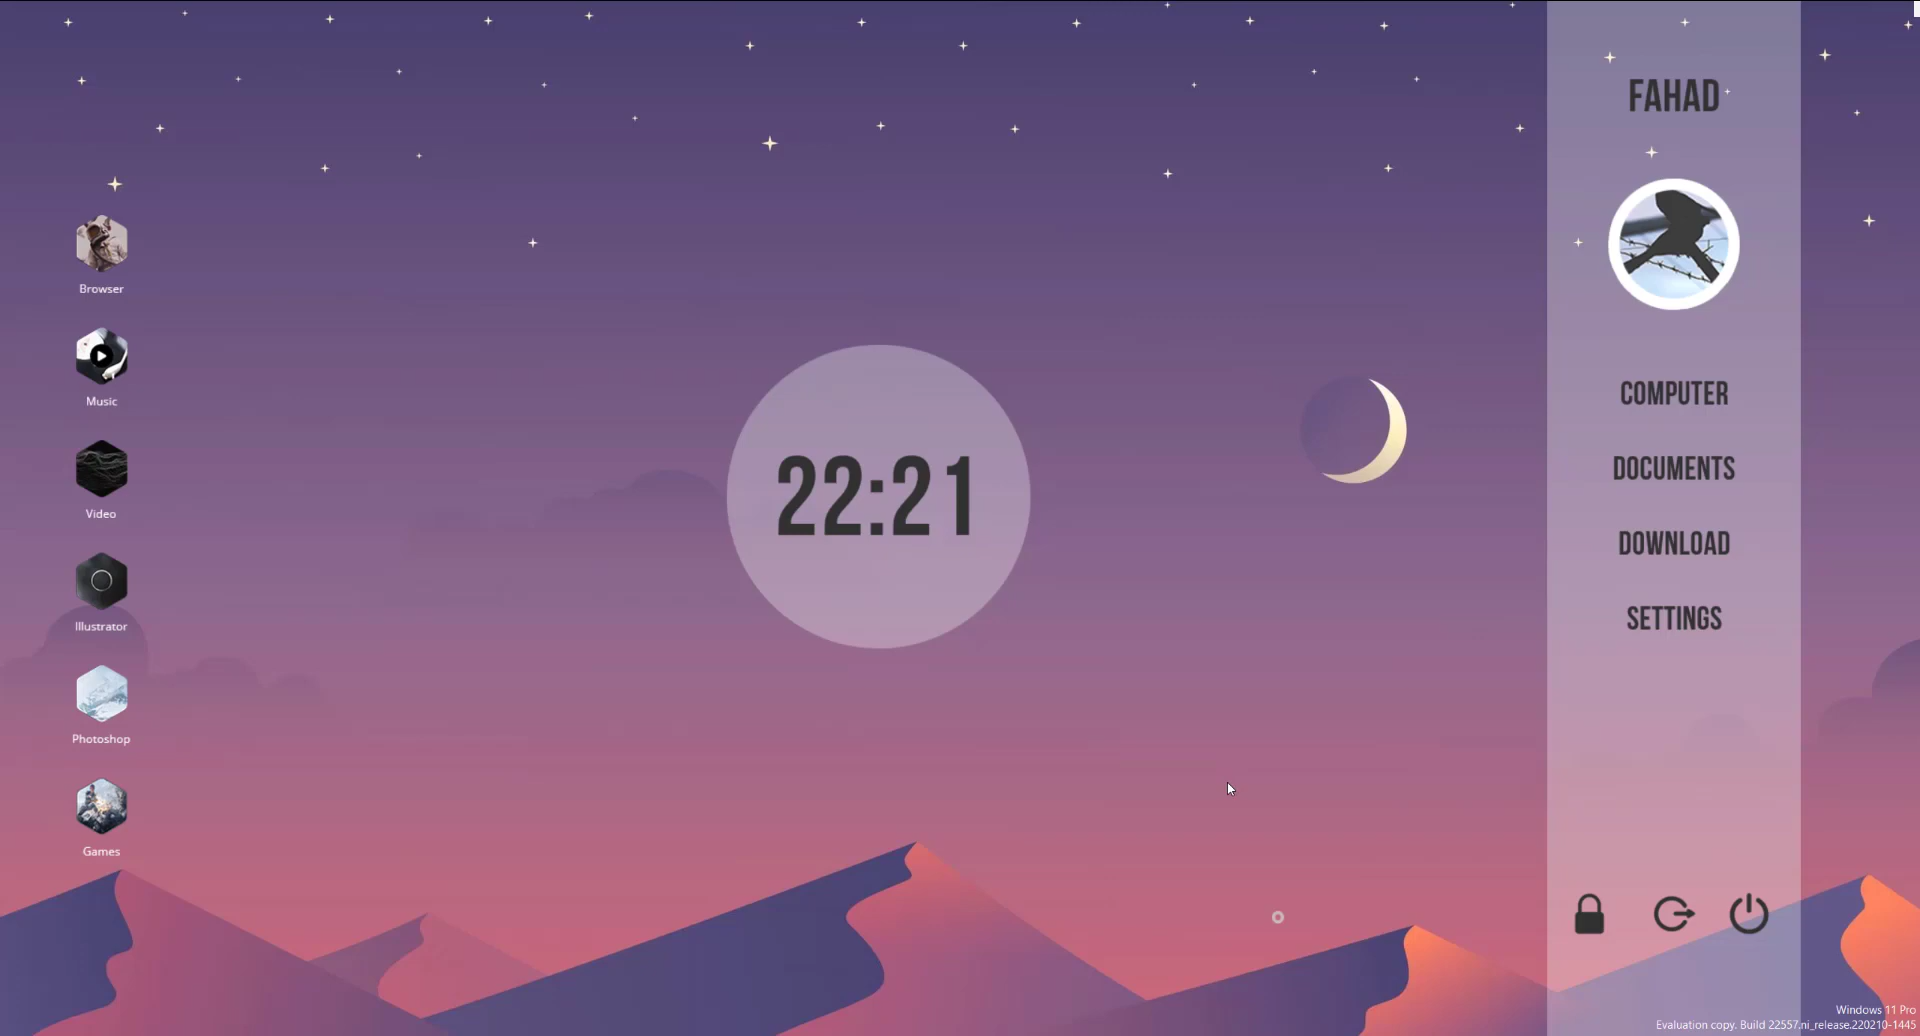 FAHAD
Browser
Music
Video
Illustrator
Photoshop
Games
22:21
COMPUTER
DOCUMENTS
DOWNLOAD
SETTINGS
Windows 11 Pro
Evaluation copy. Build 22557.ni_release.220210-1445